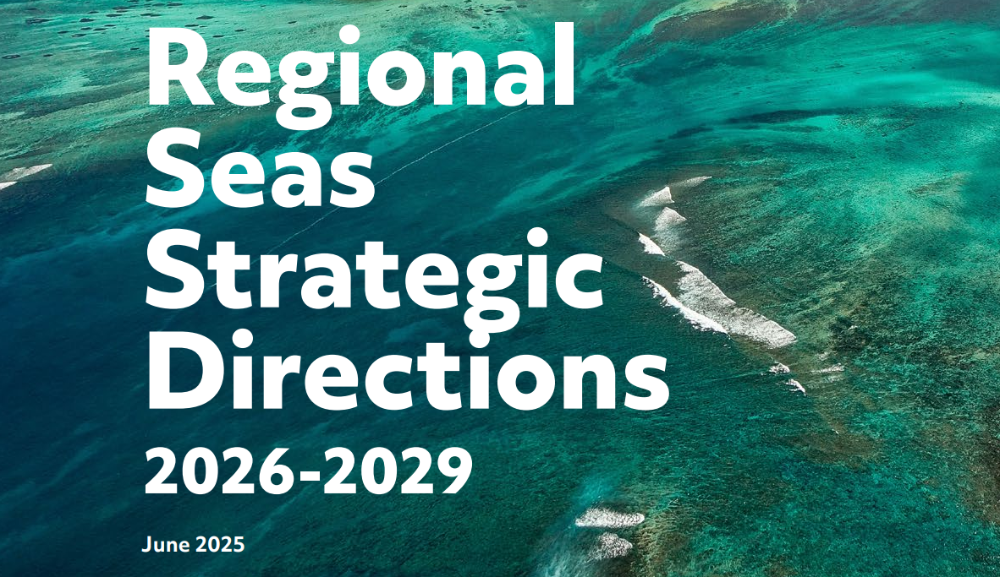 Regional
Seas
Strategic
Directions
2026-2029
June 2025